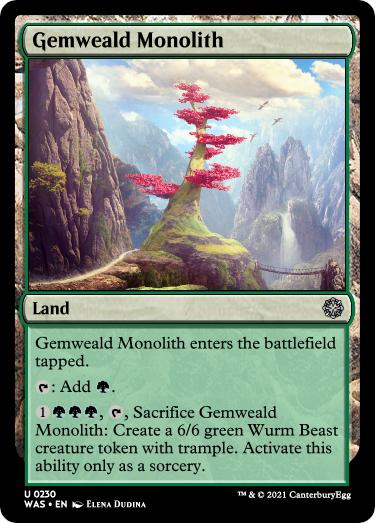 Gemweald Monolith
Land
Gemweald Monolith enters the battlefield
tapped.
: Add .
1, , Sacrifice Gemweald
Monolith: Create a 6/6 green Wurm Beast
creature token with trample. Activate this
ability only as a sorcery.
U 0230
WAS • EN Elena Dudina
™ & © 2021 CanterburyEgg